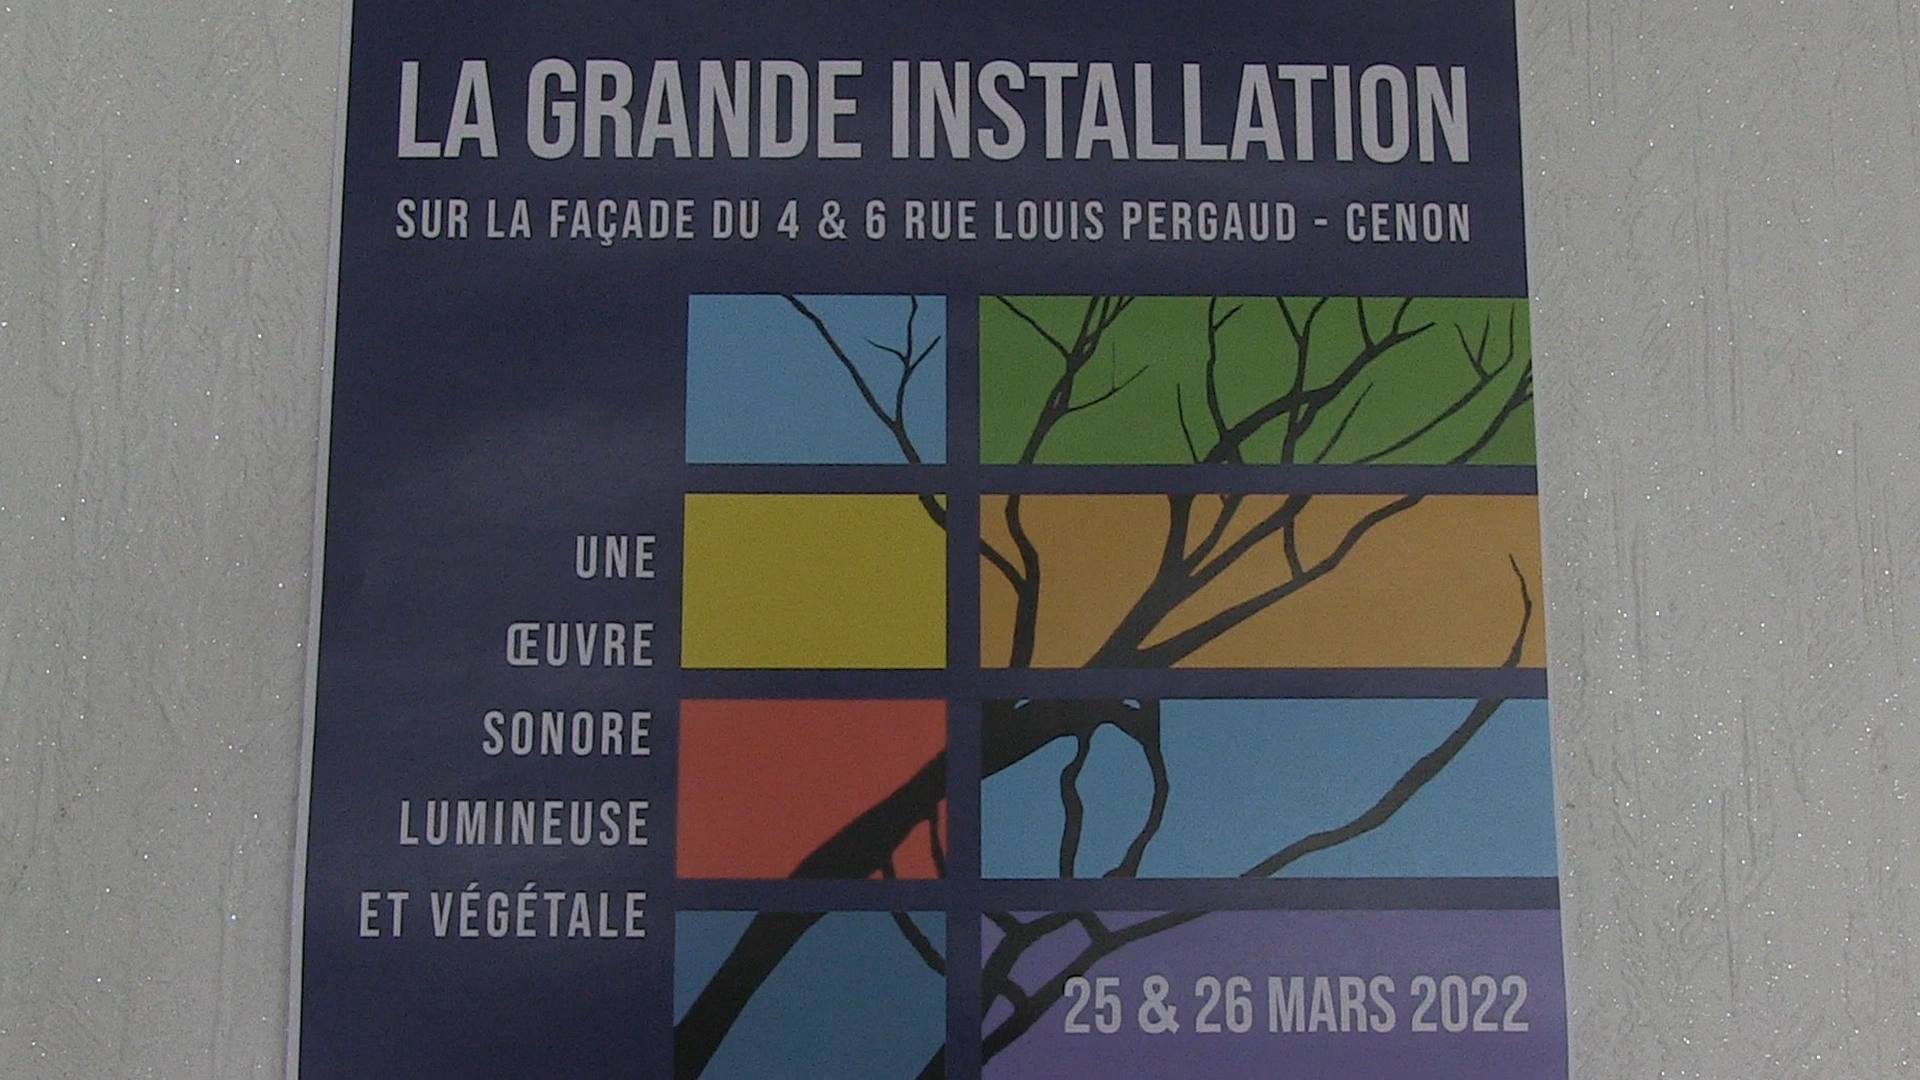 LA GRANDE INSTALLATION
SUR LA FAÇADE DU 4 & 6 RUE LOUIS PERGAUD - CENON
UNE
ŒUVRE
SONORE
LUMINEUSE
ET VÉGÉTALE
25 & 26 MARS 2022